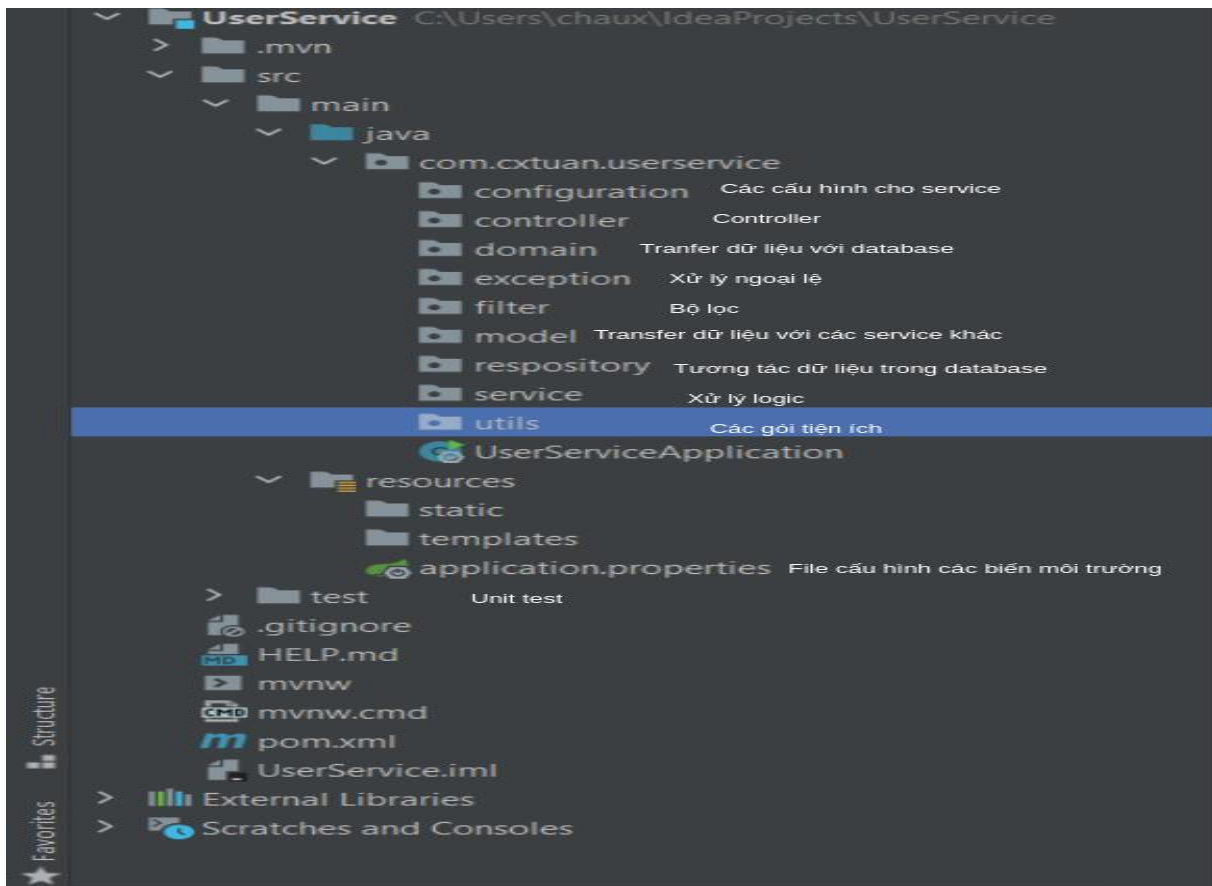 UserService C:\Users\chaux\IdeaProjects\UserService
.mvn
src
main
java
com.cxtuan.userservice
configuration Các cấu hình cho service
controller Controller
domain Tranfer dữ liệu với database
exception Xử lý ngoại lệ
filter Bộ lọc
model Transfer dữ liệu với các service khác
respository Tương tác dữ liệu trong database
service Xử lý logic
utils Các gói tiện ích
UserServiceApplication
resources
static
templates
application.properties File cấu hình các biến môi trường
test Unit test
.gitignore
MD HELP.md
mvnw
CMD mvnw.cmd
m pom.xml
UserService.iml
External Libraries
Scratches and Consoles
Structure
Favorites